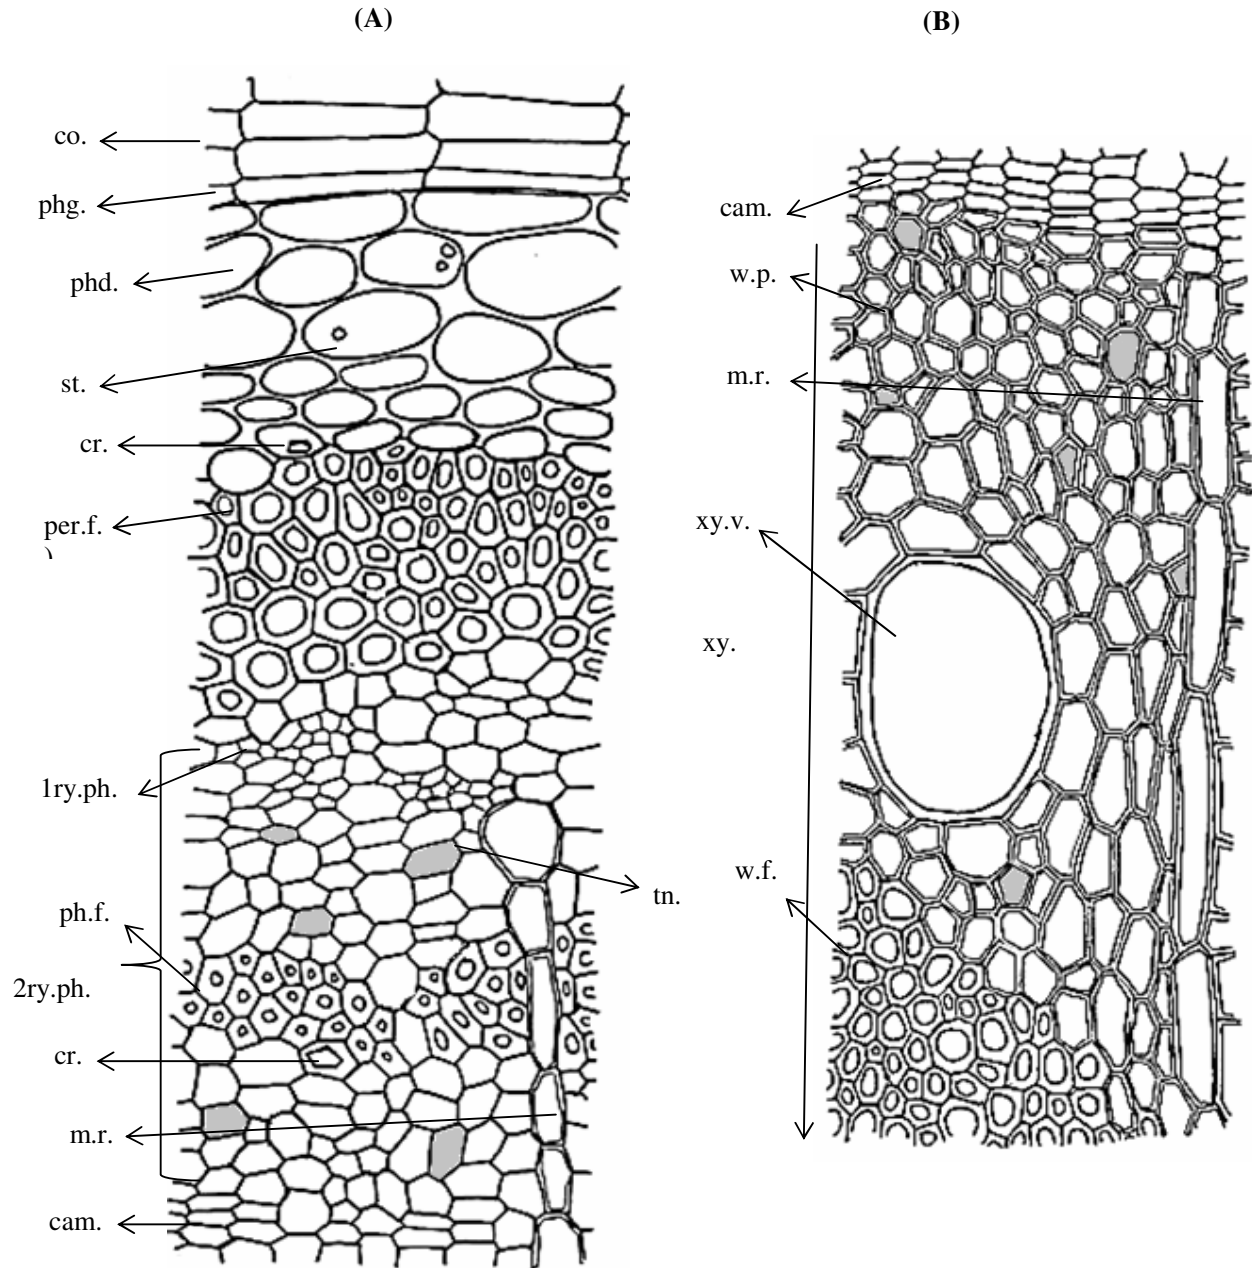 (A)
co.
phg.
phd.
st.
cr.
per.f.
)
1ry.ph.
ph.f.
2ry.ph.
cr.
m.r.
cam.
tn.
(B)
cam.
w.p.
m.r.
xy.v.
xy.
w.f.